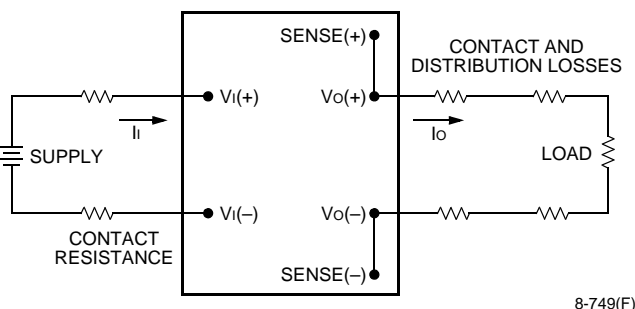 SENSE(+)
CONTACT AND
DISTRIBUTION LOSSES
VI(+)
VO(+)
II
IO
SUPPLY
LOAD
VI(–)
VO(–)
CONTACT
RESISTANCE
SENSE(–)
8-749(F)